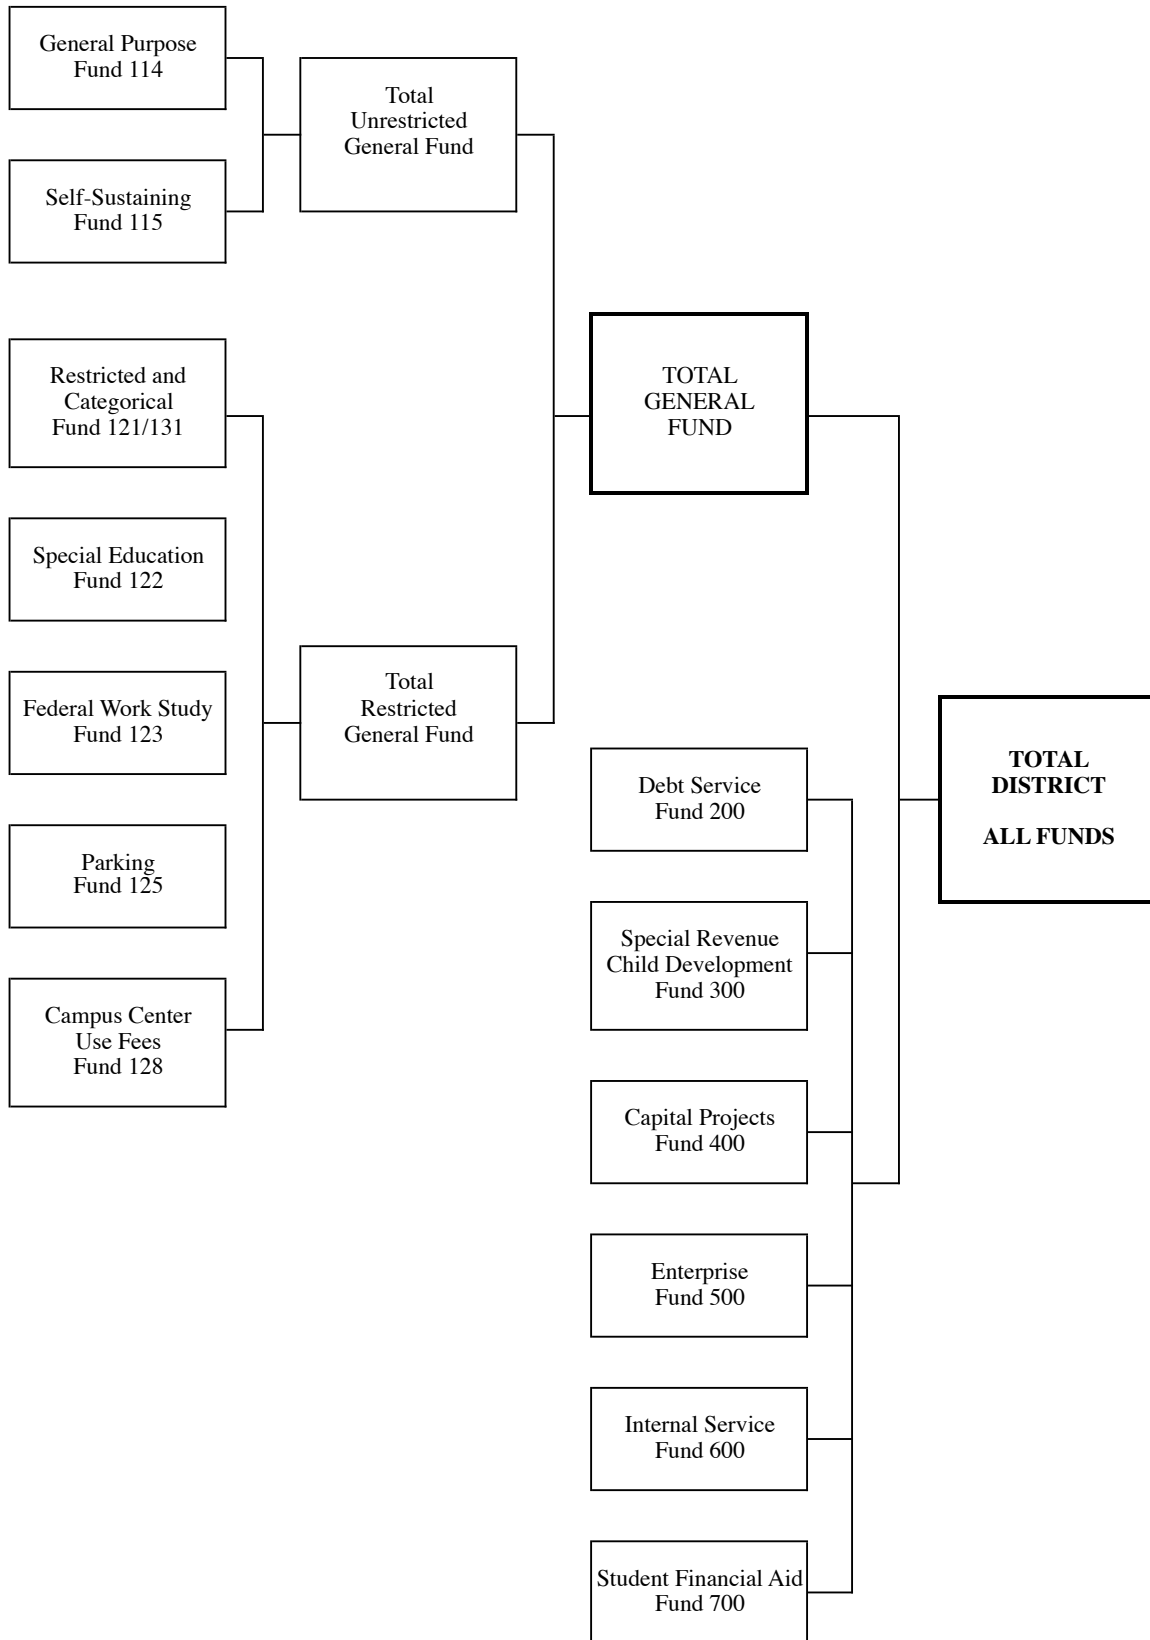 General Purpose
Fund 114
Self-Sustaining
Fund 115
Restricted and
Categorical
Fund 121/131
Special Education
Fund 122
Federal Work Study
Fund 123
Parking
Fund 125
Campus Center
Use Fees
Fund 128
Total
Unrestricted
General Fund
Total
Restricted
General Fund
TOTAL
GENERAL
FUND
Debt Service
Fund 200
Special Revenue
Child Development
Fund 300
Capital Projects
Fund 400
Enterprise
Fund 500
Internal Service
Fund 600
Student Financial Aid
Fund 700
TOTAL
DISTRICT
ALL FUNDS